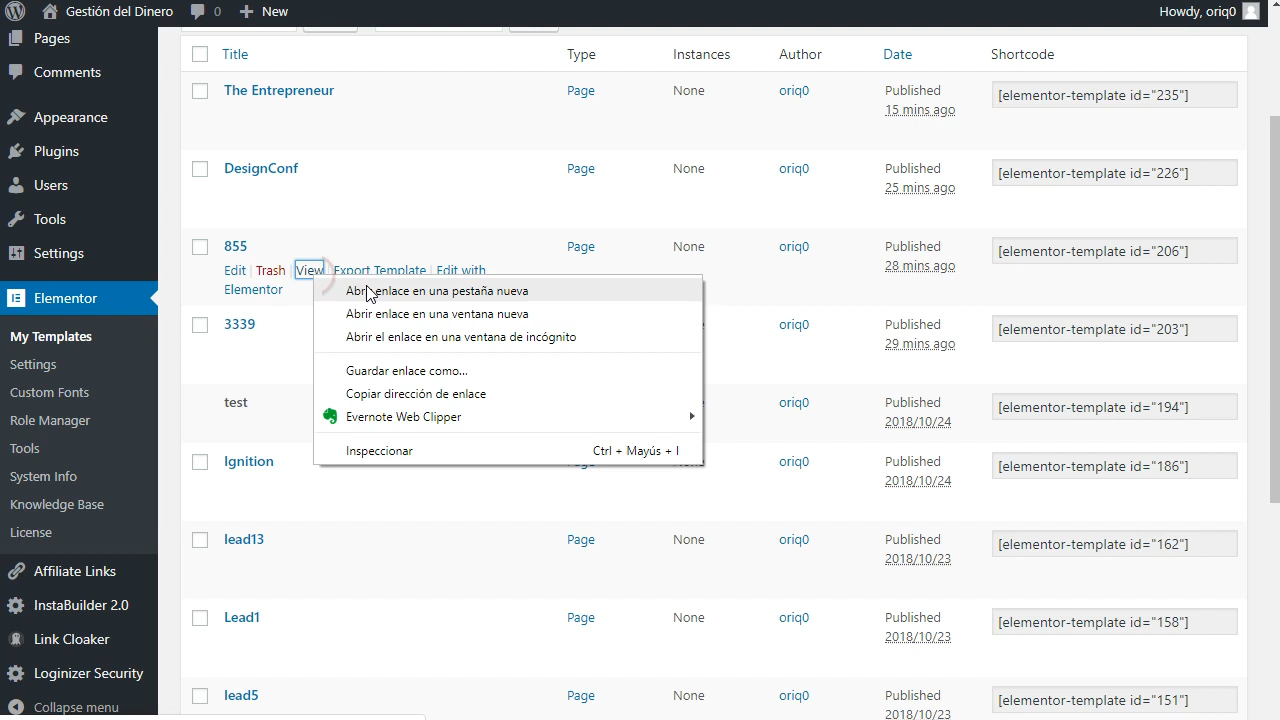 Gestión del Dinero 0 New Howdy, oriq0
Pages
Comments
Appearance
Plugins
Users
Tools
Settings
Elementor
My Templates
Settings
Custom Fonts
Role Manager
Tools
System Info
Knowledge Base
License
Affiliate Links
InstaBuilder 2.0
Link Cloaker
Loginizer Security
Collapse menu
Title Type Instances Author Date Shortcode
The Entrepreneur Page None oriq0 Published [elementor-template id="235"]
15 mins ago
DesignConf Page None oriq0 Published [elementor-template id="226"]
25 mins ago
855 Page None oriq0 Published [elementor-template id="206"]
28 mins ago
Edit | Trash | View | Export Template | Edit with
Elementor
3339 oriq0 Published [elementor-template id="203"]
29 mins ago
test oriq0 Published [elementor-template id="194"]
2018/10/24
Ignition oriq0 Published [elementor-template id="186"]
2018/10/24
lead13 Page None oriq0 Published [elementor-template id="162"]
2018/10/23
Lead1 Page None oriq0 Published [elementor-template id="158"]
2018/10/23
lead5 Page None oriq0 Published [elementor-template id="151"]
2018/10/23
Abrir enlace en una pestaña nueva
Abrir enlace en una ventana nueva
Abrir el enlace en una ventana de incógnito
Guardar enlace como...
Copiar dirección de enlace
Evernote Web Clipper
Inspeccionar Ctrl + Mayús + I